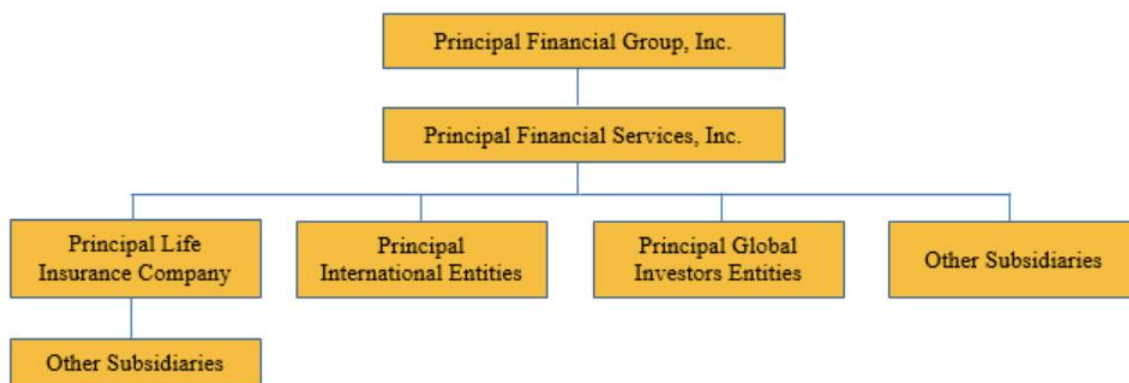 Principal Financial Group, Inc.
Principal Financial Services, Inc.
Principal Life
Insurance Company
Principal
International Entities
Principal Global
Investors Entities
Other Subsidiaries
Other Subsidiaries